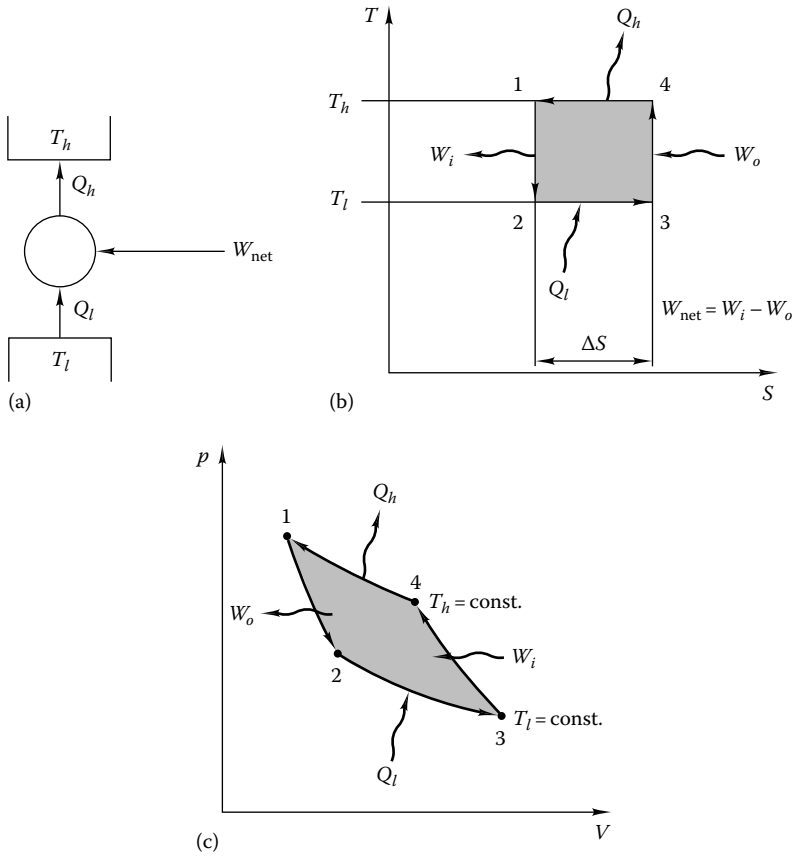 T_h
Q_h
W_net
Q_l
T_l
(a)
T
Q_h
1
4
T_h
W_i
W_o
T_l
2
3
Q_l
W_net = W_i – W_o
ΔS
S
(b)
p
Q_h
1
4
T_h = const.
W_o
W_i
2
T_l = const.
3
Q_l
V
(c)